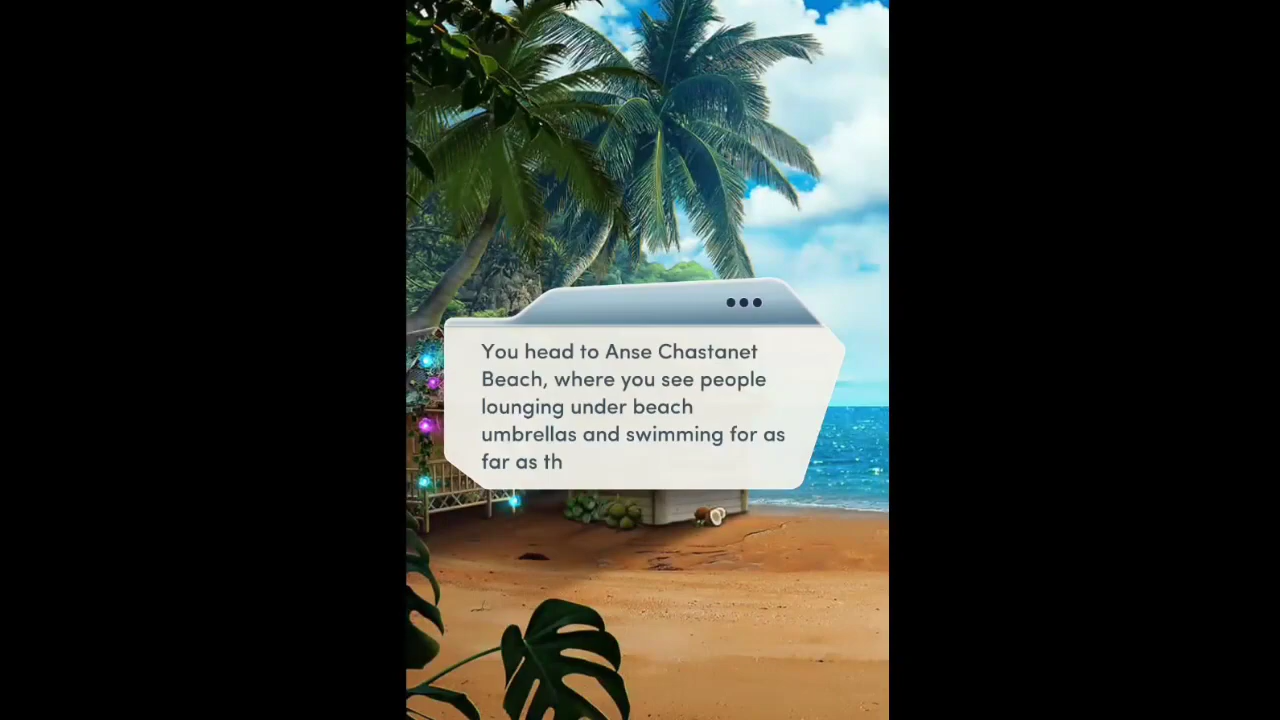 You head to Anse Chastanet
Beach, where you see people
lounging under beach
umbrellas and swimming for as
far as th